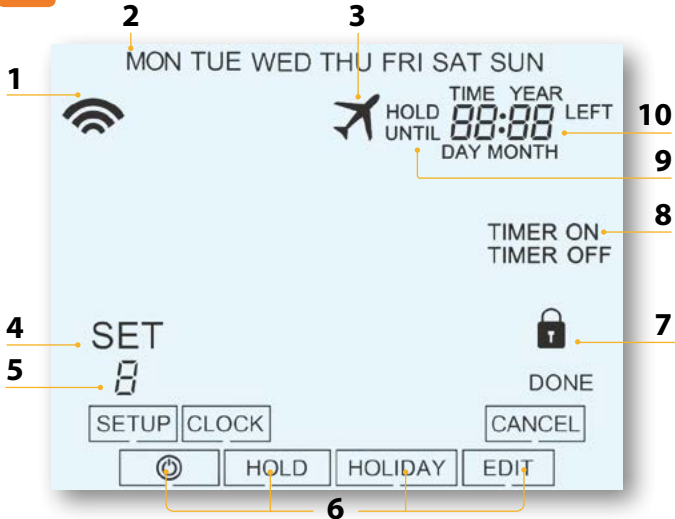 2 3
MON TUE WED THU FRI SAT SUN
1
TIME YEAR
HOLD 88:88 LEFT 10
UNTIL
DAY MONTH
9
8
TIMER ON
TIMER OFF
4 SET 7
5 8
DONE
SETUP CLOCK CANCEL
HOLD HOLIDAY EDIT
6